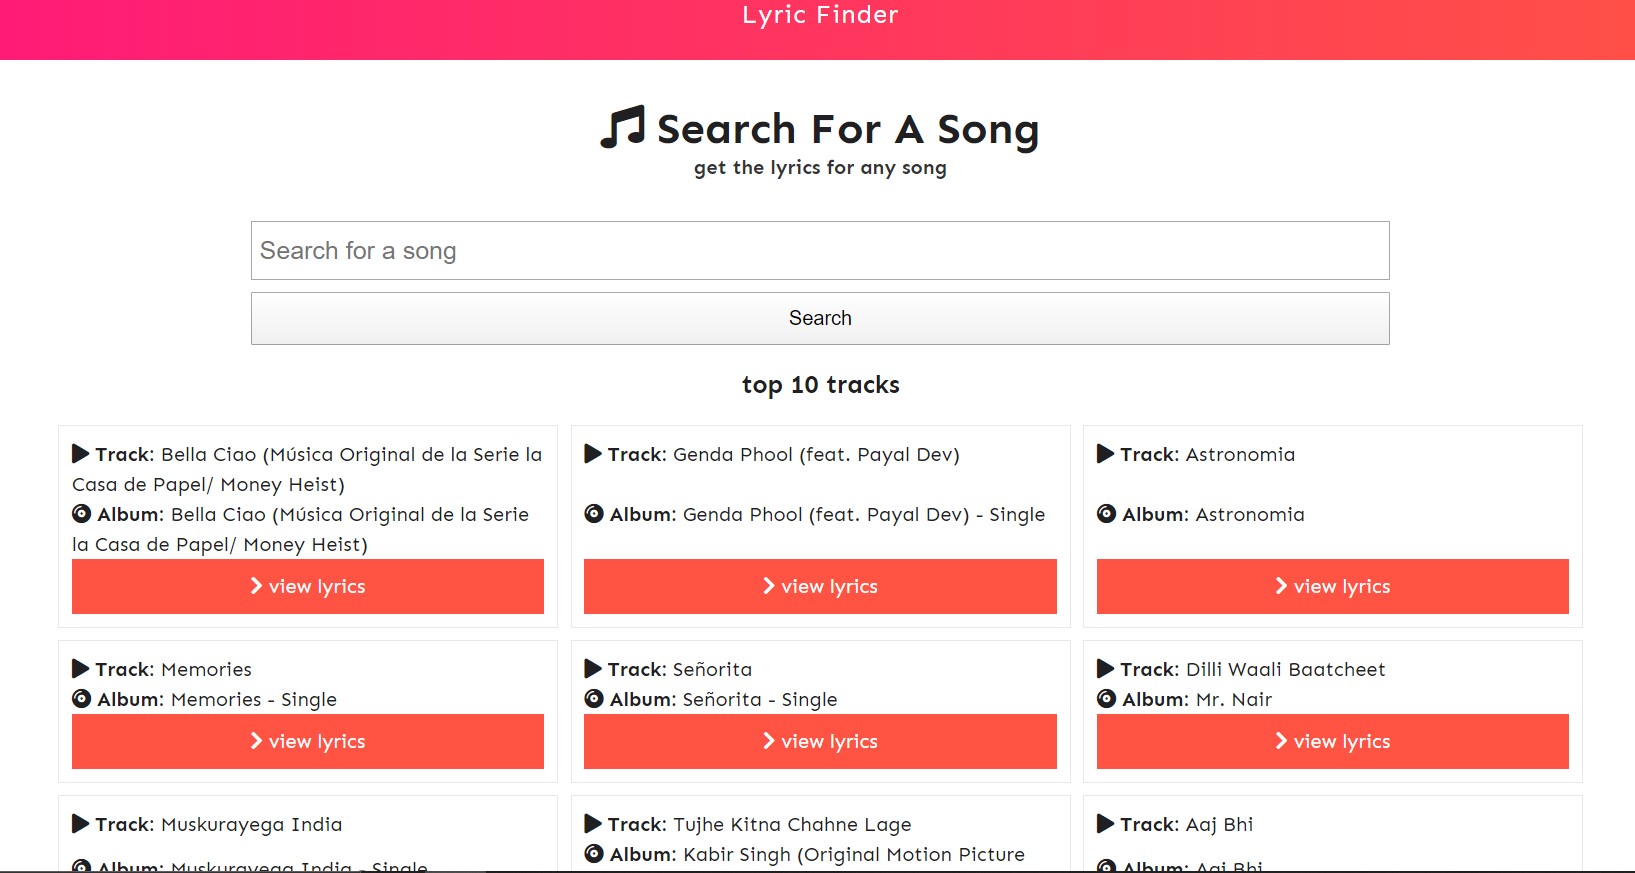 Lyric Finder
Search For A Song
get the lyrics for any song
Search for a song
Search
top 10 tracks
Track: Bella Ciao (Música Original de la Serie la
Casa de Papel/ Money Heist)
Album: Bella Ciao (Música Original de la Serie
la Casa de Papel/ Money Heist)
view lyrics
Track: Genda Phool (feat. Payal Dev)
Album: Genda Phool (feat. Payal Dev) - Single
view lyrics
Track: Astronomia
Album: Astronomia
view lyrics
Track: Memories
Album: Memories - Single
view lyrics
Track: Señorita
Album: Señorita - Single
view lyrics
Track: Dilli Waali Baatcheet
Album: Mr. Nair
view lyrics
Track: Muskurayega India
Album: Muskurayega India - Single
Track: Tujhe Kitna Chahne Lage
Album: Kabir Singh (Original Motion Picture
Track: Aaj Bhi
Album: Aaj Bhi